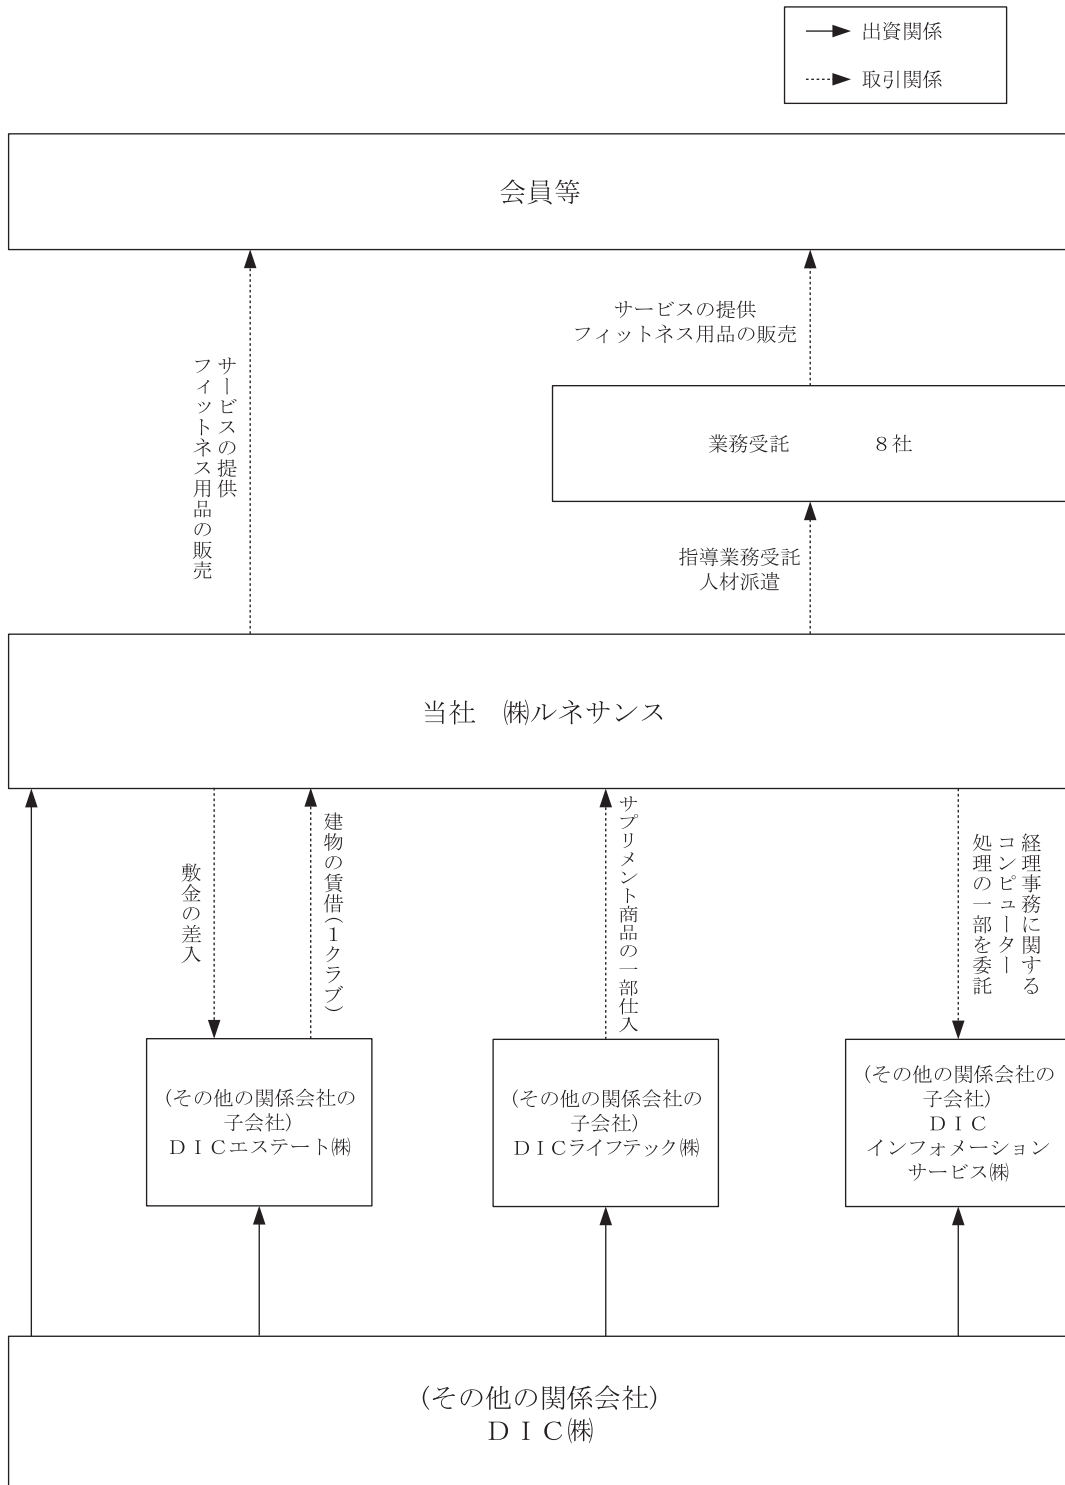 出資関係
取引関係
会員等
サービスの提供
フィットネス用品の販売
サービスの提供
フィットネス用品の販売
業務受託　　　　８社
指導業務受託
人材派遣
当社　㈱ルネサンス
敷金の差入
建物の賃借(１クラブ)
サプリメント商品の一部仕入
経理事務に関する
コンピューター
処理の一部を委託
(その他の関係会社の
子会社)
ＤＩＣエステート㈱
(その他の関係会社の
子会社)
ＤＩＣライフテック㈱
(その他の関係会社の
子会社)
ＤＩＣ
インフォメーション
サービス㈱
(その他の関係会社)
ＤＩＣ㈱